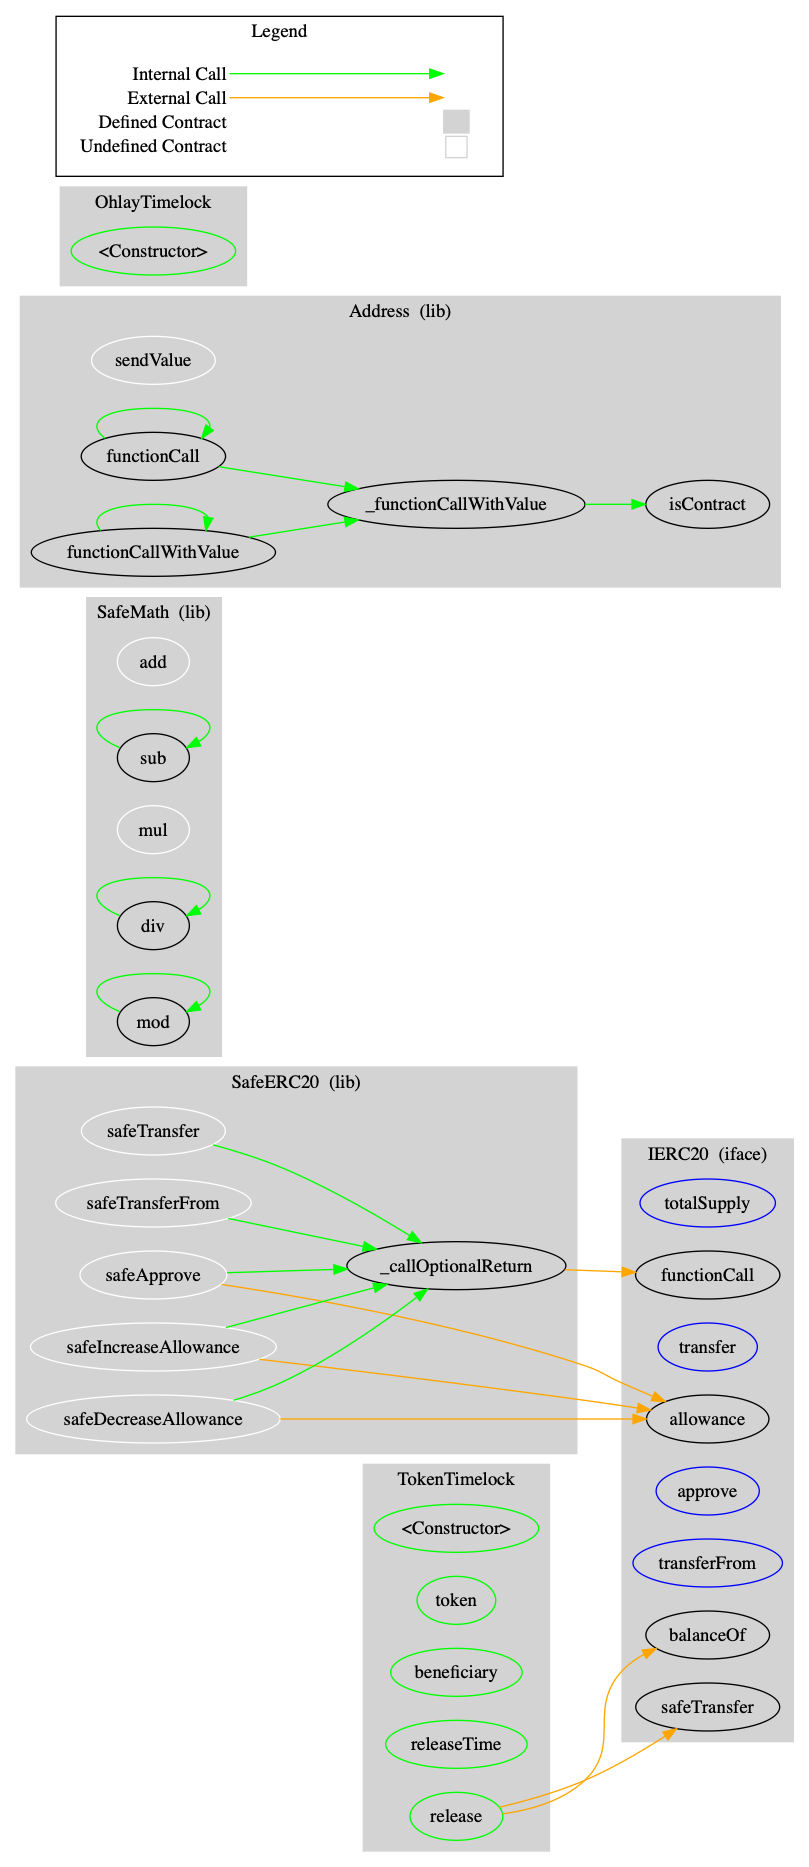 Legend
Internal Call
External Call
Defined Contract
Undefined Contract
OhlayTimelock
<Constructor>
Address (lib)
sendValue
functionCall
_functionCallWithValue
isContract
functionCallWithValue
SafeMath (lib)
add
sub
mul
div
mod
SafeERC20 (lib)
safeTransfer
safeTransferFrom
safeApprove
_callOptionalReturn
safeIncreaseAllowance
safeDecreaseAllowance
IERC20 (iface)
totalSupply
functionCall
transfer
allowance
approve
transferFrom
balanceOf
safeTransfer
TokenTimelock
<Constructor>
token
beneficiary
releaseTime
release